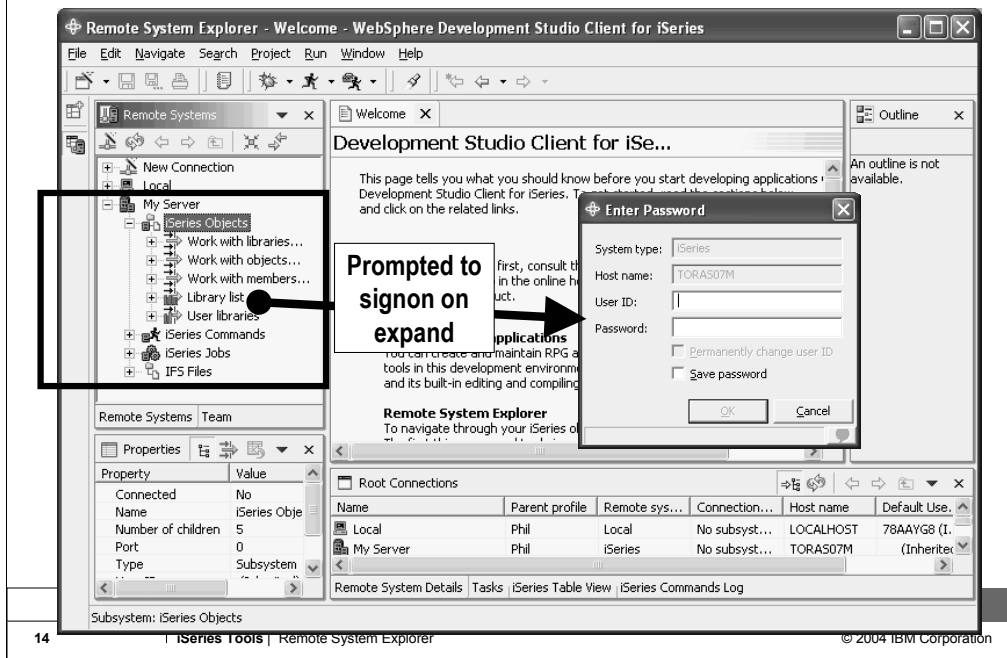 Remote System Explorer - Welcome - WebSphere Development Studio Client for iSeries
File Edit Navigate Search Project Run Window Help
Remote Systems
New Connection
Local
My Server
iSeries Objects
Work with libraries...
Work with objects...
Work with members...
Library list
User libraries
iSeries Commands
iSeries Jobs
IFS Files
Remote Systems Team
Welcome
Development Studio Client for iSe...
This page tells you what you should know before you start developing applications
Development Studio Client for iSeries. To
and click on the related links.
first, consult
in the online
Prompted to
signon on
expand
You can create and maintain RPG
tools in this development
and its built-in editing and compiling
Remote System Explorer
To navigate through your iSeries
Outline
An outline is not
available.
Enter Password
System type: iSeries
Host name: TORAS07M
User ID:
Password:
Permanently change user ID
Save password
OK Cancel
Properties
Property Value
Connected No
Name iSeries Obje
Number of children 5
Port 0
Type Subsystem
Root Connections
Name Parent profile Remote sys... Connection... Host name Default Use.
Local Phil Local No subsyst... LOCALHOST 78AAYG8 (I.
My Server Phil iSeries No subsyst... TORAS07M (Inherited
Remote System Details Tasks iSeries Table View iSeries Commands Log
Subsystem: iSeries Objects
14 | iSeries Tools | Remote System Explorer © 2004 IBM Corporation